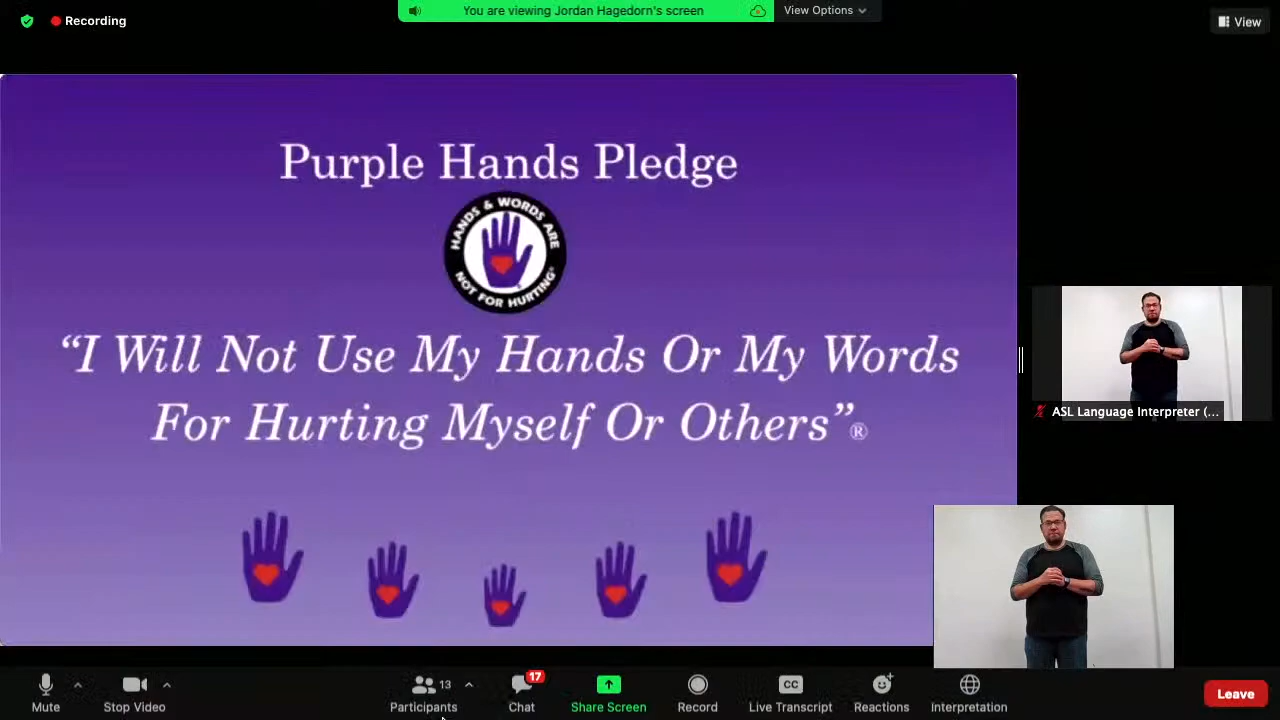 Recording
You are viewing Jordan Hagedorn's screen
View Options
View
Purple Hands Pledge
HANDS & WORDS ARE
NOT FOR HURTING®
“I Will Not Use My Hands Or My Words
For Hurting Myself Or Others”®
ASL Language Interpreter (...
Mute
Stop Video
13
Participants
17
Chat
Share Screen
Record
CC
Live Transcript
Reactions
Interpretation
Leave